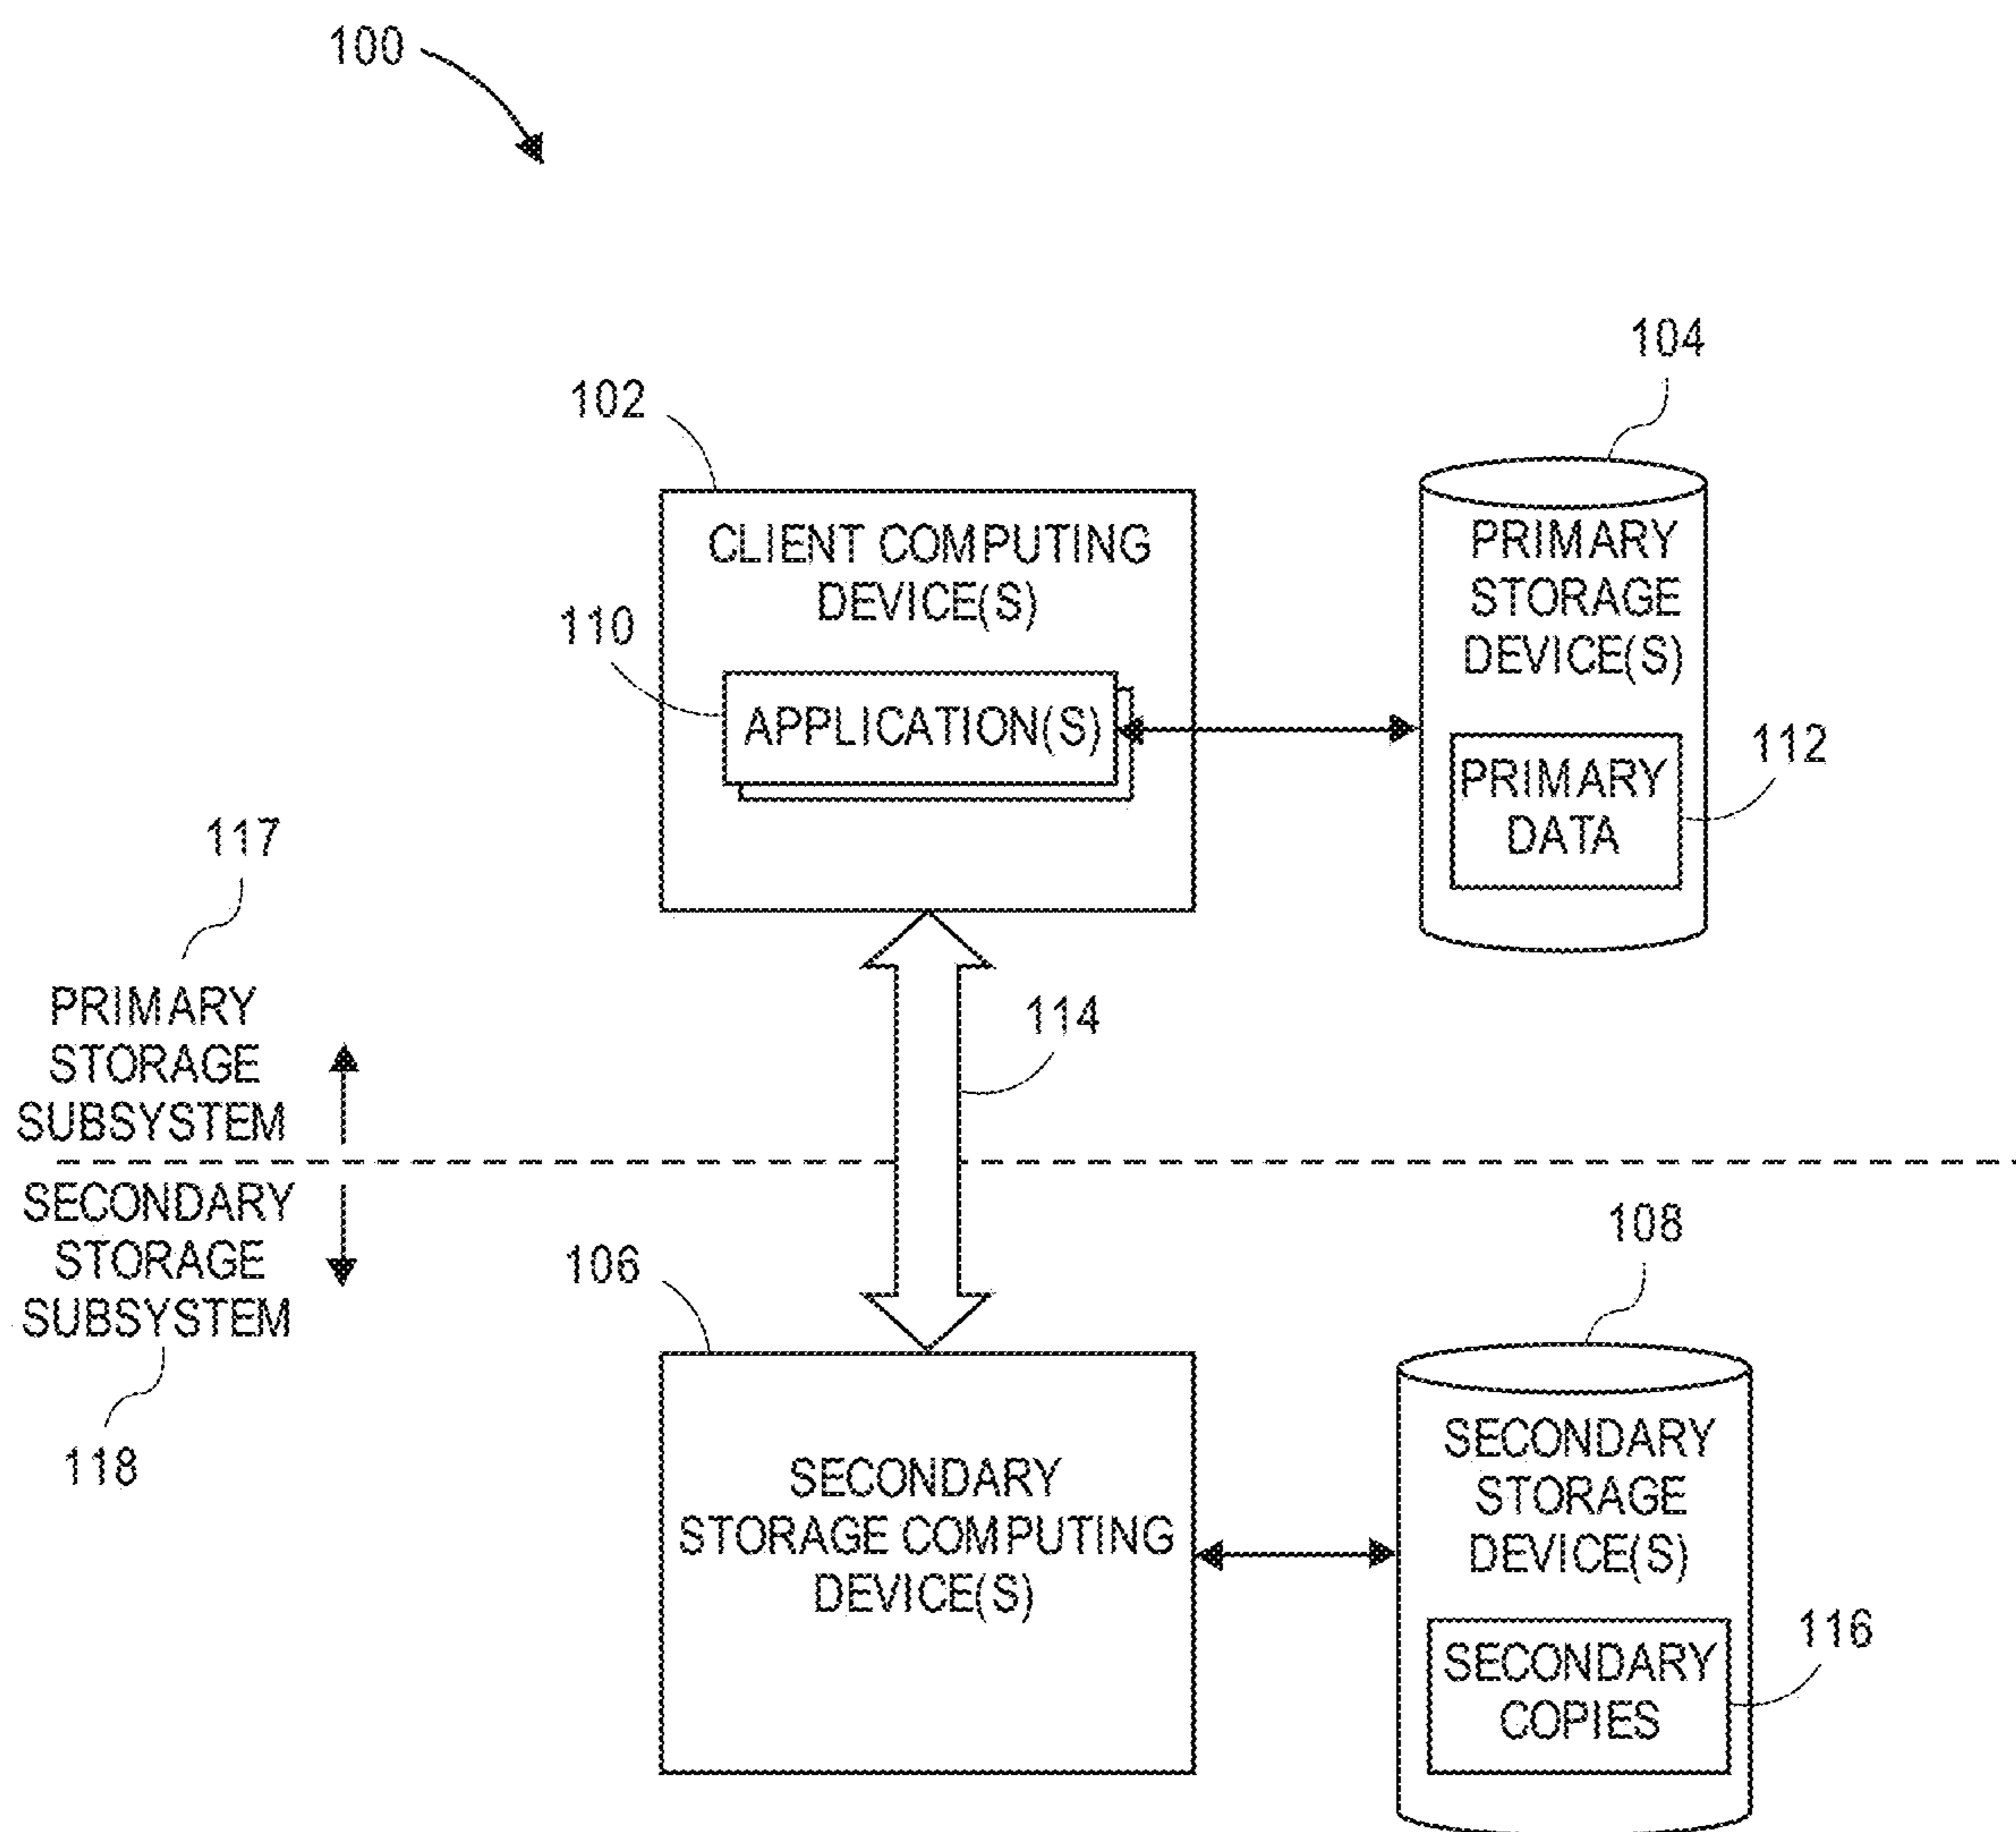 100
104
102
CLIENT COMPUTING
DEVICE(S)
PRIMARY
STORAGE
DEVICE(S)
110
APPLICATION(S)
112
PRIMARY
DATA
117
PRIMARY
STORAGE
SUBSYSTEM
114
SECONDARY
STORAGE
SUBSYSTEM
118
108
106
SECONDARY
STORAGE COMPUTING
DEVICE(S)
SECONDARY
STORAGE
DEVICE(S)
116
SECONDARY
COPIES